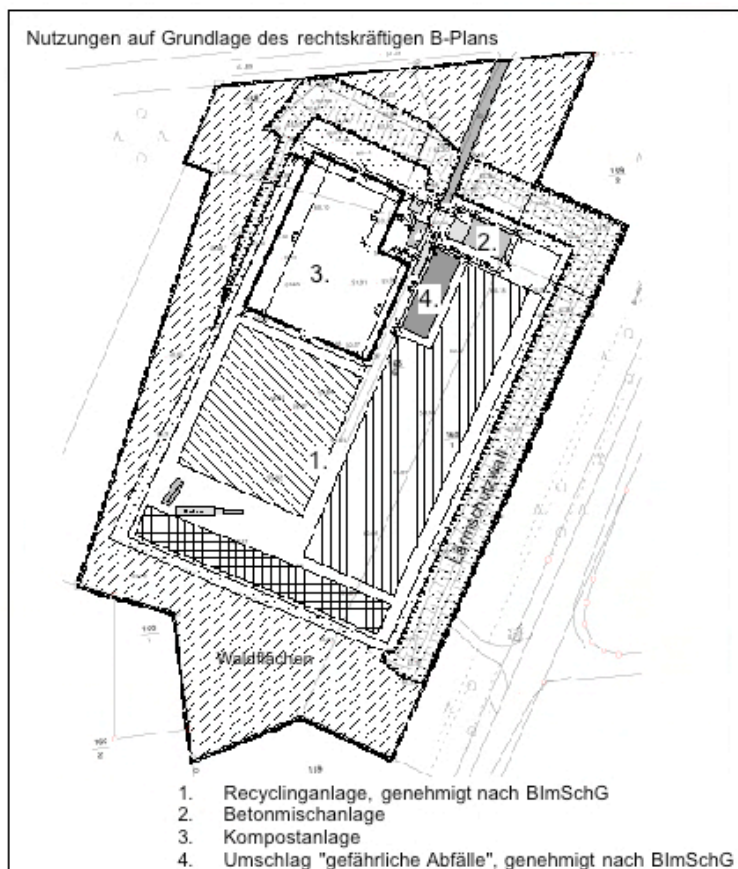 Nutzungen auf Grundlage des rechtskräftigen B-Plans
2.
3.
4.
1.
Lärmschutzwall
Waldflächen
1. Recyclinganlage, genehmigt nach BImSchG
2. Betonmischanlage
3. Kompostanlage
4. Umschlag "gefährliche Abfälle", genehmigt nach BImSchG